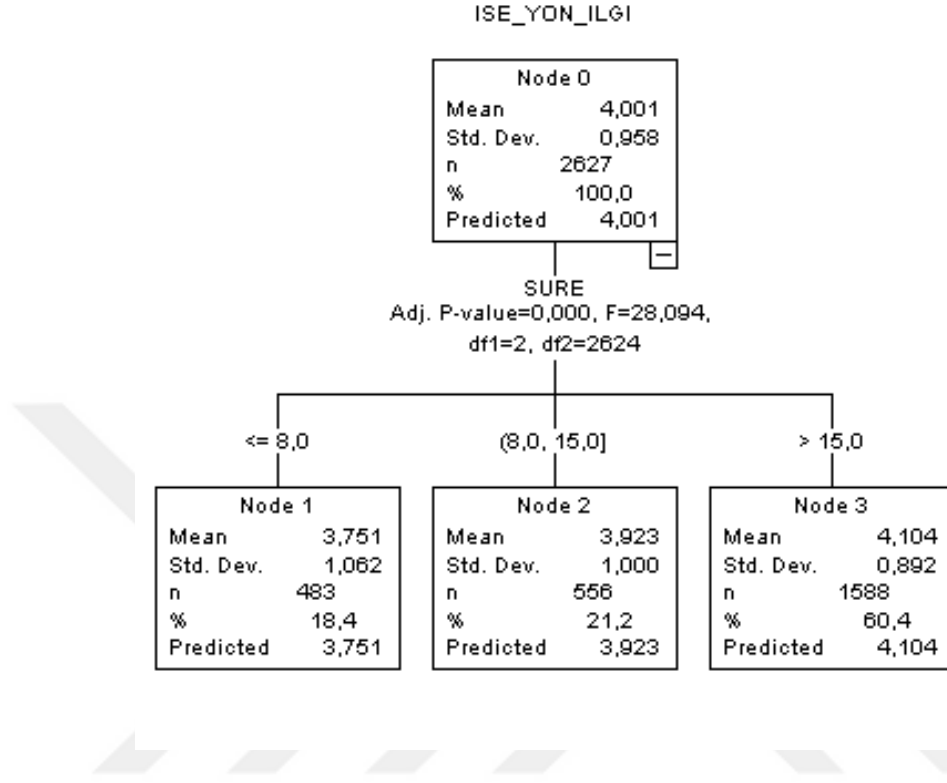 ISE_YON_ILGI
Node 0
Mean 4,001
Std. Dev. 0,958
n 2627
% 100,0
Predicted 4,001
SURE
Adj. P-value=0,000, F=28,094,
df1=2, df2=2624
<= 8,0
(8,0, 15,0]
> 15,0
Node 1
Mean 3,751
Std. Dev. 1,062
n 483
% 18,4
Predicted 3,751
Node 2
Mean 3,923
Std. Dev. 1,000
n 556
% 21,2
Predicted 3,923
Node 3
Mean 4,104
Std. Dev. 0,892
n 1588
% 60,4
Predicted 4,104